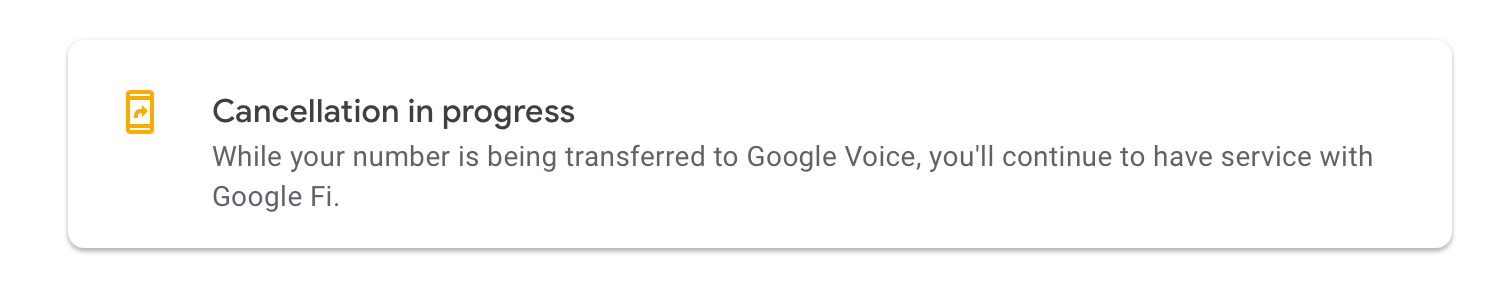 Cancellation in progress
While your number is being transferred to Google Voice, you'll continue to have service with
Google Fi.